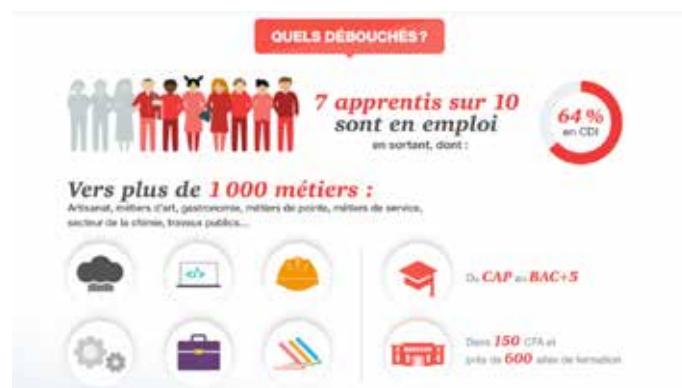 QUELS DÉBOUCHÉS ?
7 apprentis sur 10
sont en emploi
en sortant, dont :
64 %
en CDI
Vers plus de 1 000 métiers :
Artisanat, métiers d'art, gastronomie, métiers de pointe, métiers de service,
secteur de la chimie, travaux publics...
</>
Du CAP au BAC+5
Dans 150 CFA et
près de 600 sites de formation